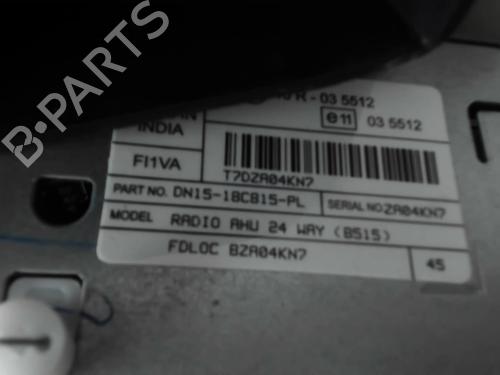 B-PARTS
R - 03 5512
e11 03 5512
INDIA
FI1VA
T7DZA04KN7
PART NO. DN15-18C815-PL
SERIAL NO. ZA04KN7
MODEL RADIO AHU 24 WAY (B515)
FDLOC BZA04KN7
45